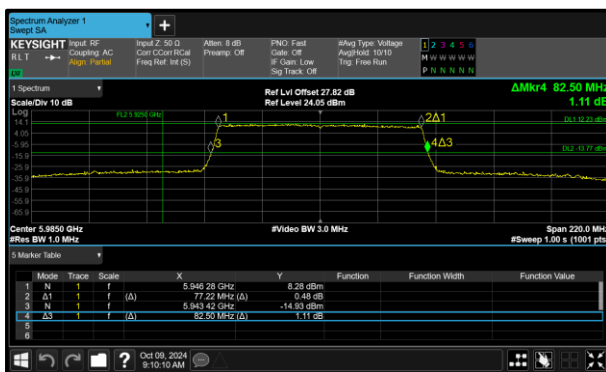 Spectrum Analyzer 1
Swept SA
+
KEYSIGHT Input: RF Input Z: 50 Ω Atten: 8 dB PNO: Fast #Avg Type: Voltage 1 2 3 4 5 6
RLT Coupling: AC Corr CCorr RCal Preamp: Off Gate: Off Avg|Hold: 10/10 M W W W W W
Align: Partial Freq Ref: Int (S) IF Gain: Low Trig: Free Run P N N N N N
Sig Track: Off
1 Spectrum Ref Lvl Offset 27.82 dB ΔMkr4 82.50 MHz
Scale/Div 10 dB Ref Level 24.05 dBm 1.11 dB
Log FL2 5.9250 GHz 1 2Δ1 DL1 12.23 dBm
14.1
4.05
-5.95 3 4Δ3 DL2 -13.77 dBm
-15.9
-25.9
-35.9
-45.9
-55.9
-65.9
Center 5.9850 GHz #Video BW 3.0 MHz Span 220.0 MHz
#Res BW 1.0 MHz #Sweep 1.00 s (1001 pts
5 Marker Table
Mode Trace Scale X Y Function Function Width Function Value
1 N 1 f 5.946 28 GHz 8.28 dBm
2 Δ1 1 f (Δ) 77.22 MHz (Δ) 0.48 dB
3 N 1 f 5.943 42 GHz -14.93 dBm
4 Δ3 1 f (Δ) 82.50 MHz (Δ) 1.11 dB
5
6
? Oct 09, 2024
9:10:10 AM